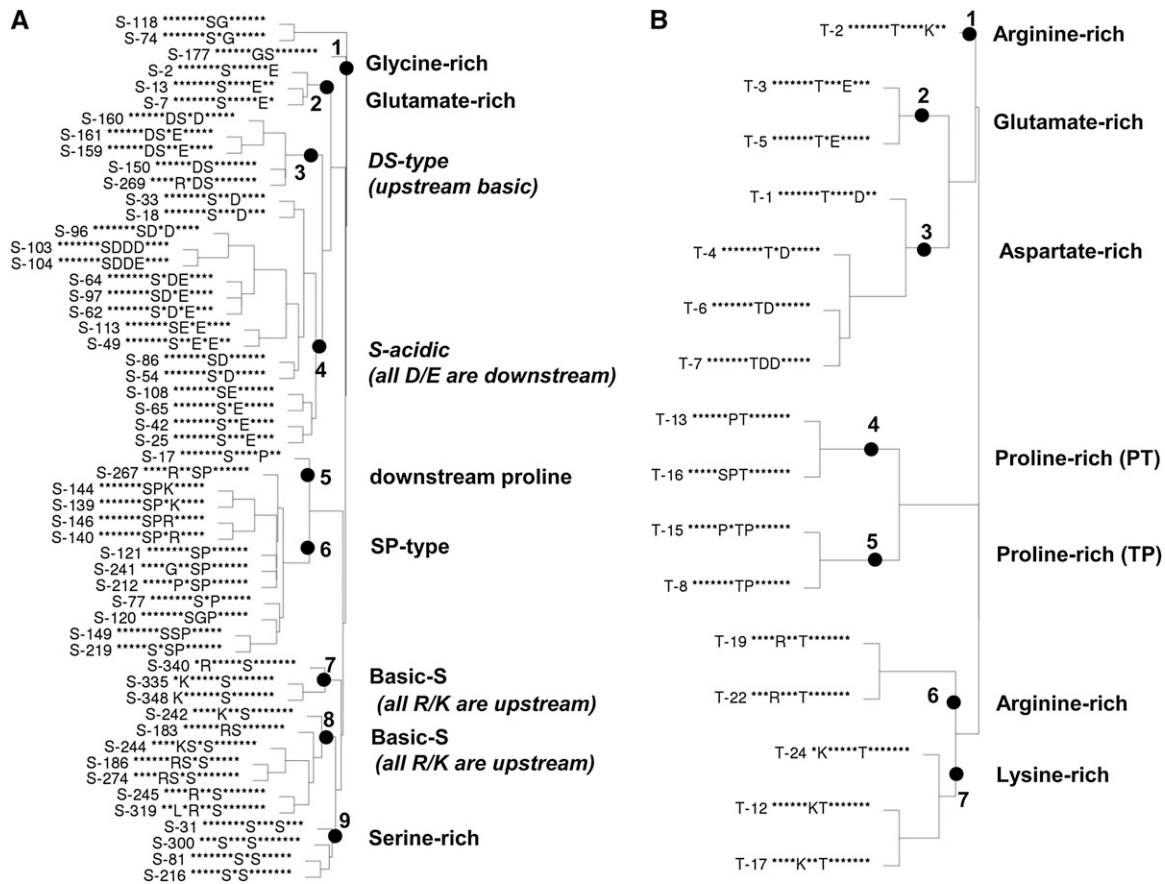 A
S-118 *******SG******
S-74 *******S*G*****
S-177 ******GS*******
S-2 *******S******E
S-13 *******S****E**
S-7 *******S*****E*
S-160 ******DS*D*****
S-161 ******DS*E*****
S-159 ******DS**E****
S-150 ******DS*******
S-269 ****R*DS*******
S-33 *******S**D****
S-18 *******S***D***
S-96 *******SD*D****
S-103 *******SDDD****
S-104 *******SDDE****
S-64 *******S*DE****
S-97 *******SD*E****
S-62 *******S*D*E***
S-113 *******SE*E****
S-49 *******S**E*E**
S-86 *******SD******
S-54 *******S*D*****
S-108 *******SE******
S-65 *******S*E*****
S-42 *******S**E****
S-25 *******S***E***
S-17 *******S****P**
S-267 ****R**SP******
S-144 *******SPK*****
S-139 *******SP*K****
S-146 *******SPR*****
S-140 *******SP*R****
S-121 *******SP******
S-241 ****G**SP******
S-212 *****P*SP******
S-77 *******S*P*****
S-120 *******SGP*****
S-149 ******SSP******
S-219 *****S*SP******
S-340 *R*****S*******
S-335 *K*****S*******
S-348 K******S*******
S-242 ****K**S*******
S-183 ******RS*******
S-244 ******KS*S*****
S-186 ******RS*S*****
S-274 ****RS*S*******
S-245 ****R**S*******
S-319 **L*R**S*******
S-31 *******S***S***
S-300 ***S***S*******
S-81 *******S*S*****
S-216 *****S*S*******
1
Glycine-rich
2
Glutamate-rich
3
DS-type
(upstream basic)
4
S-acidic
(all D/E are downstream)
5
downstream proline
6
SP-type
7
Basic-S
(all R/K are upstream)
8
Basic-S
(all R/K are upstream)
9
Serine-rich
B
T-2 *******T****K**
T-3 *******T***E***
T-5 *******T*E*****
T-1 *******T****D**
T-4 *******T*D*****
T-6 *******TD******
T-7 *******TDD*****
T-13 ******PT*******
T-16 *****SPT*******
T-15 *****P*TP******
T-8 *******TP******
T-19 ****R**T*******
T-22 ***R***T*******
T-24 *K*****T*******
T-12 ******KT*******
T-17 ****K**T*******
1
Arginine-rich
2
Glutamate-rich
3
Aspartate-rich
4
Proline-rich (PT)
5
Proline-rich (TP)
6
Arginine-rich
7
Lysine-rich